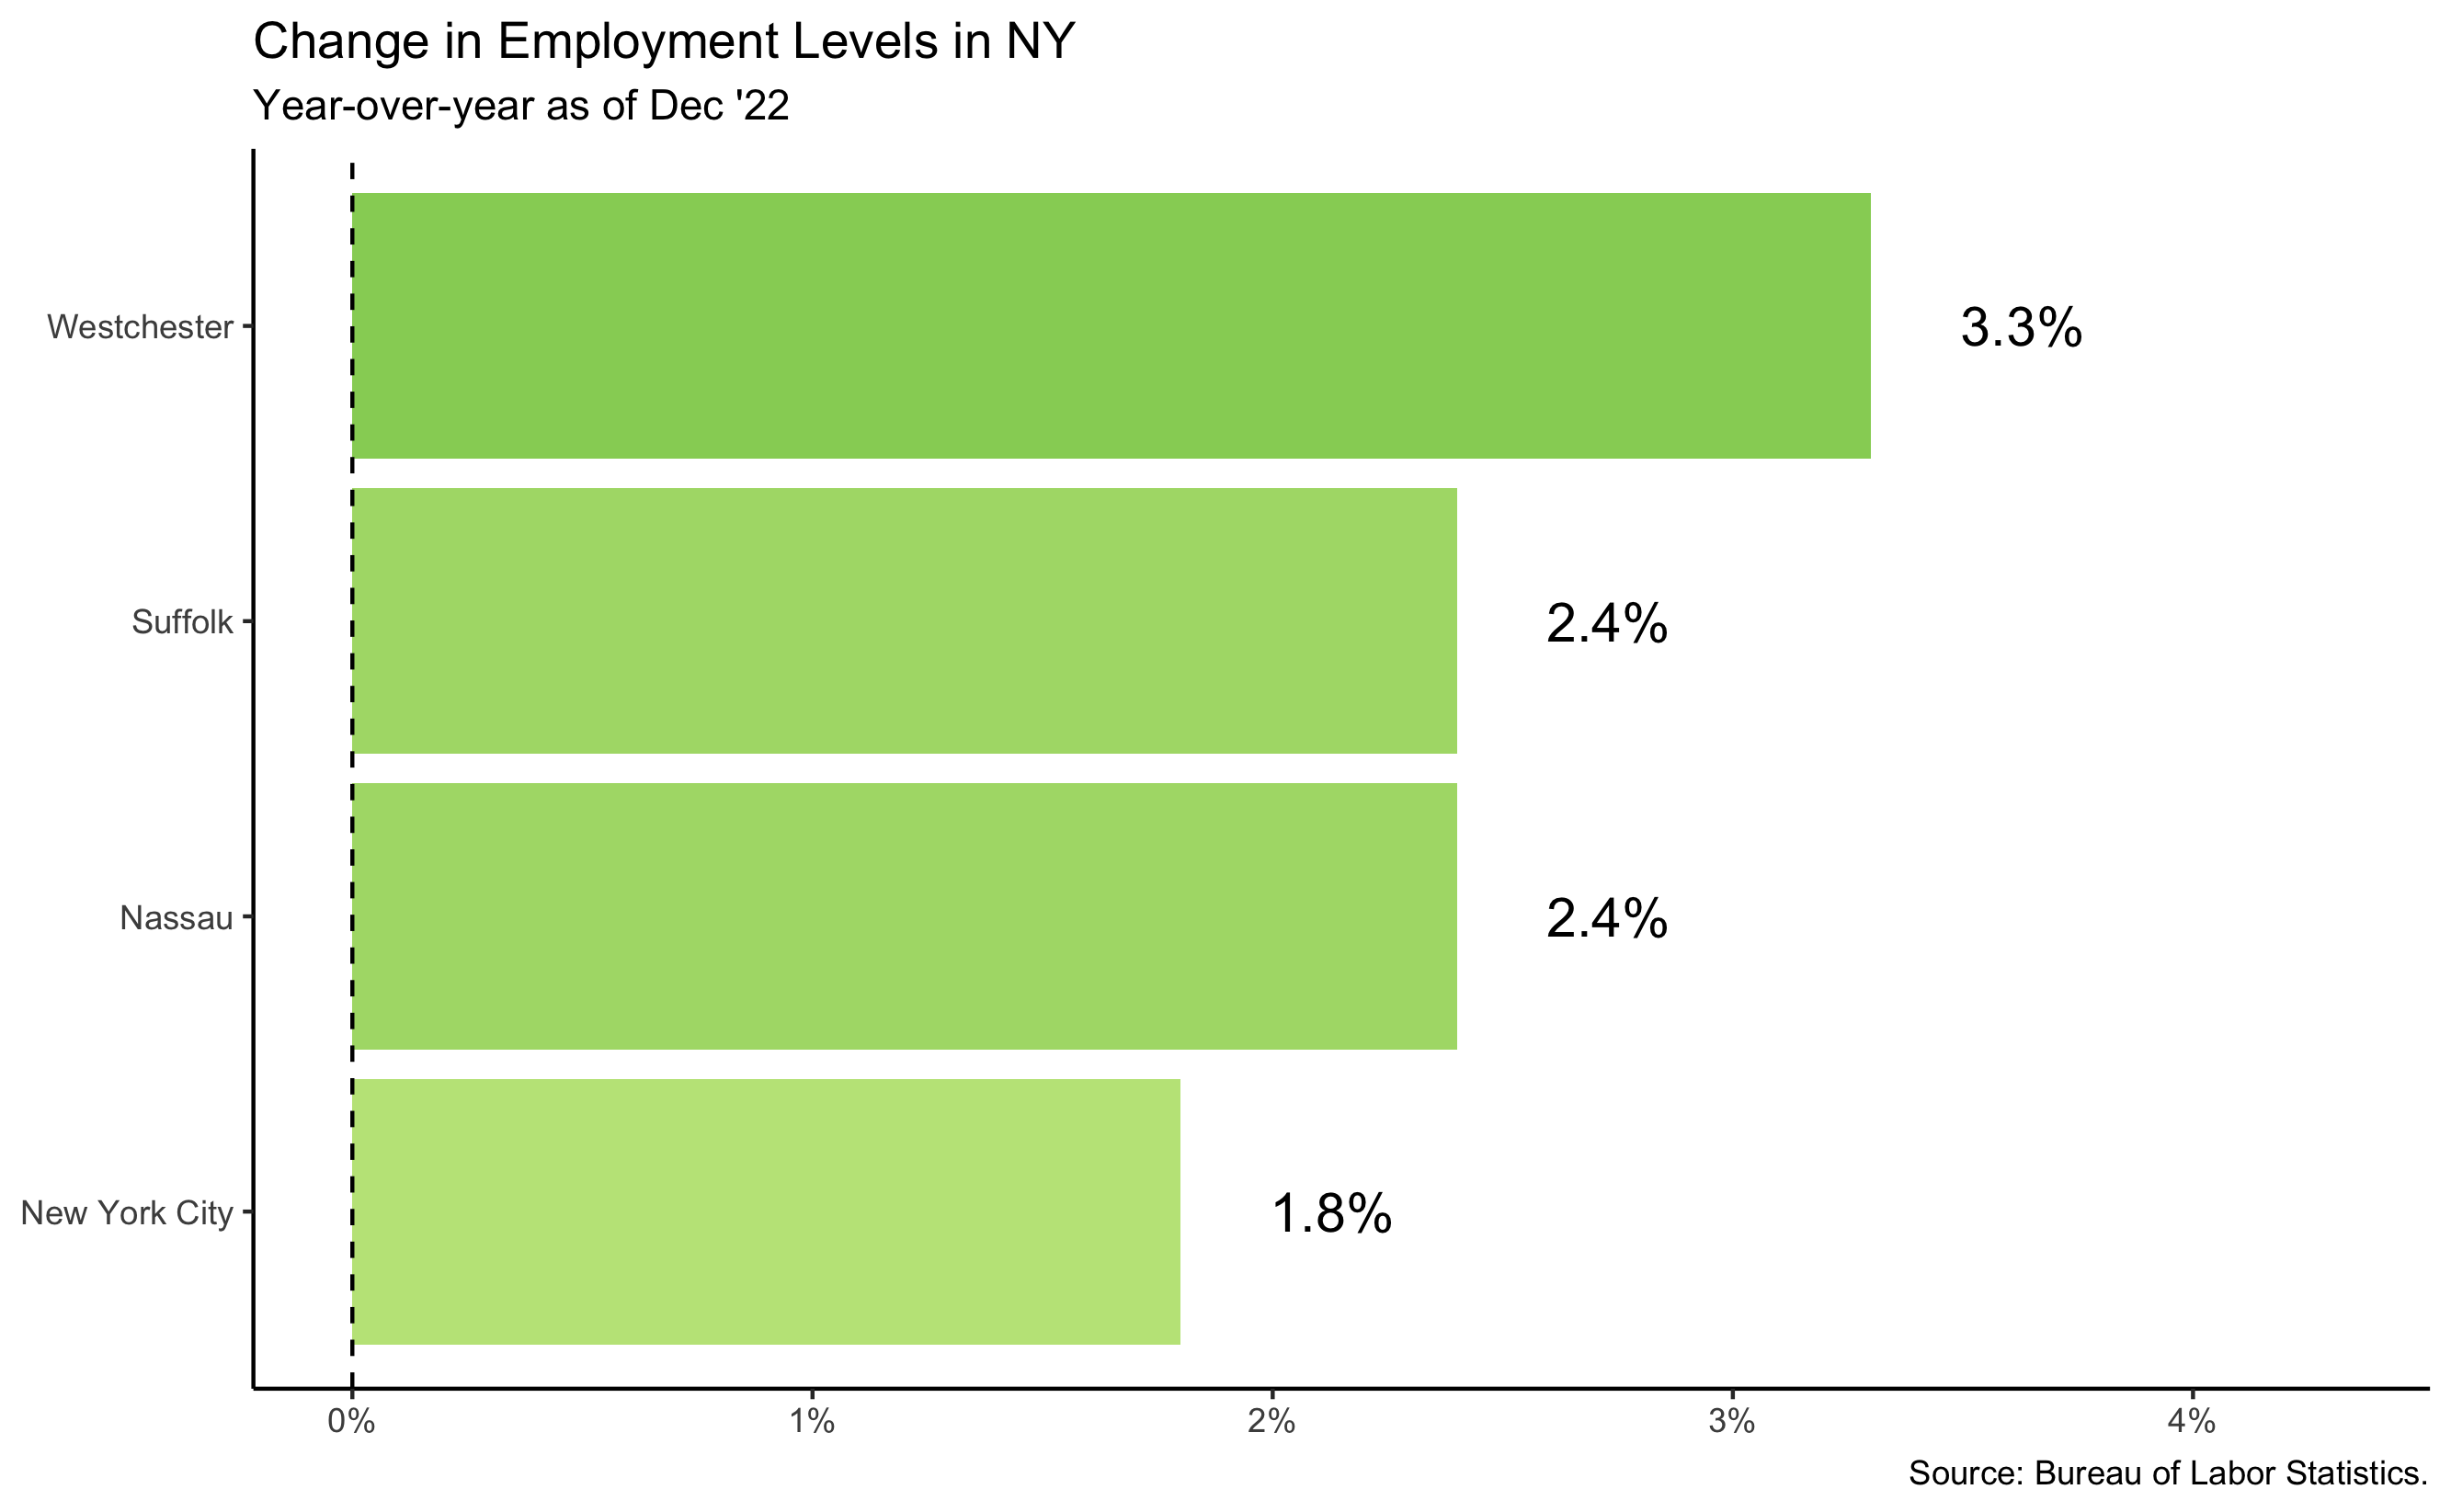 Change in Employment Levels in NY
Year-over-year as of Dec '22
Westchester
3.3%
Suffolk
2.4%
Nassau
2.4%
New York City
1.8%
0% 1% 2% 3% 4%
Source: Bureau of Labor Statistics.